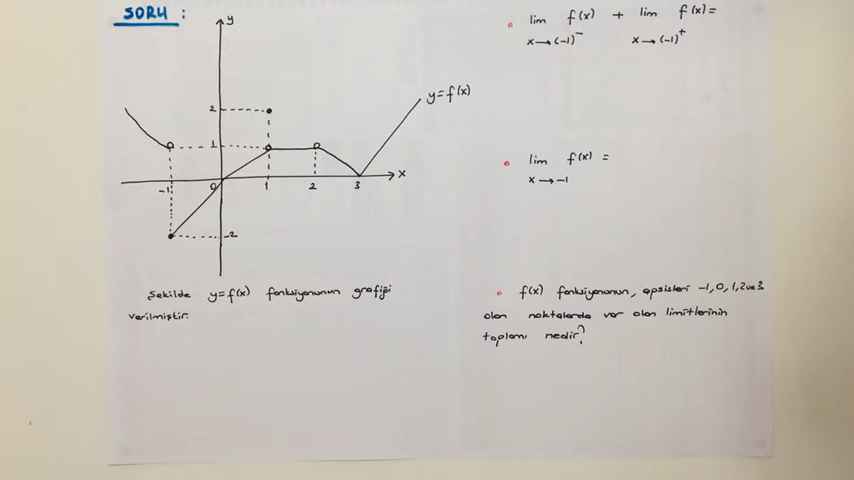 SORU :
y
y=f(x)
2
1
-1
0
1
2
3
x
-2
Şekilde y=f(x) fonksiyonunun grafiği
verilmiştir.
lim f(x) + lim f(x)=
x→(-1)⁻ x→(-1)⁺
lim f(x) =
x→-1
f(x) fonksiyonunun, apsisleri -1,0,1,2 ve 3
olan noktalarda var olan limitlerinin
toplamı nedir?